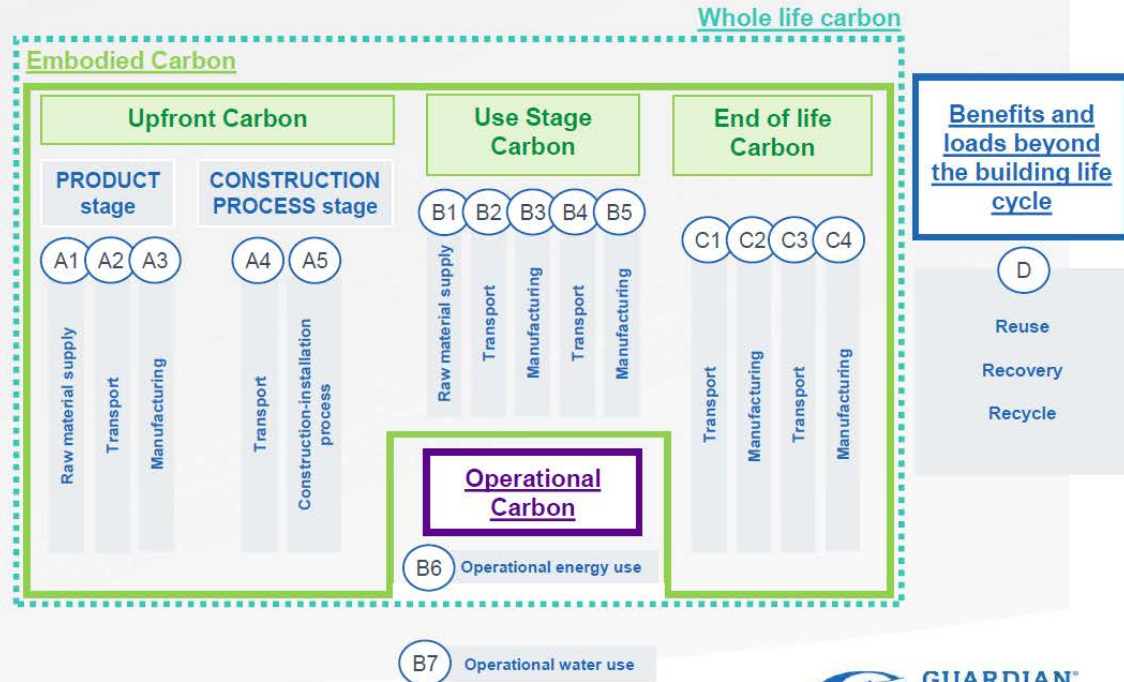 Whole life carbon
Embodied Carbon
Upfront Carbon
Use Stage
Carbon
End of life
Carbon
Benefits and
loads beyond
the building life
cycle
PRODUCT
stage
CONSTRUCTION
PROCESS stage
A1 A2 A3
A4 A5
B1 B2 B3 B4 B5
C1 C2 C3 C4
D
Raw material supply
Transport
Manufacturing
Transport
Construction-installation
process
Raw material supply
Transport
Manufacturing
Transport
Manufacturing
Transport
Manufacturing
Transport
Manufacturing
Reuse
Recovery
Recycle
Operational
Carbon
B6 Operational energy use
B7 Operational water use
GUARDIAN®